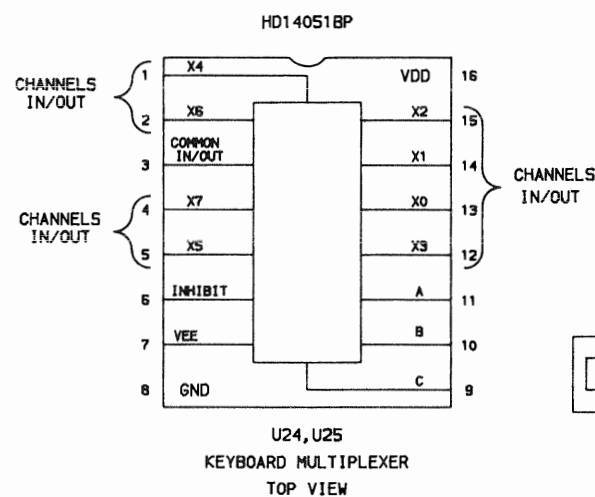 HD14051BP
CHANNELS
IN/OUT
1 X4 VDD 16
2 X6 X2 15
3 COMMON
IN/OUT X1 14
CHANNELS
IN/OUT
CHANNELS
IN/OUT
4 X7 X0 13
5 X5 X3 12
6 INHIBIT A 11
7 VEE B 10
8 GND C 9
U24,U25
KEYBOARD MULTIPLEXER
TOP VIEW